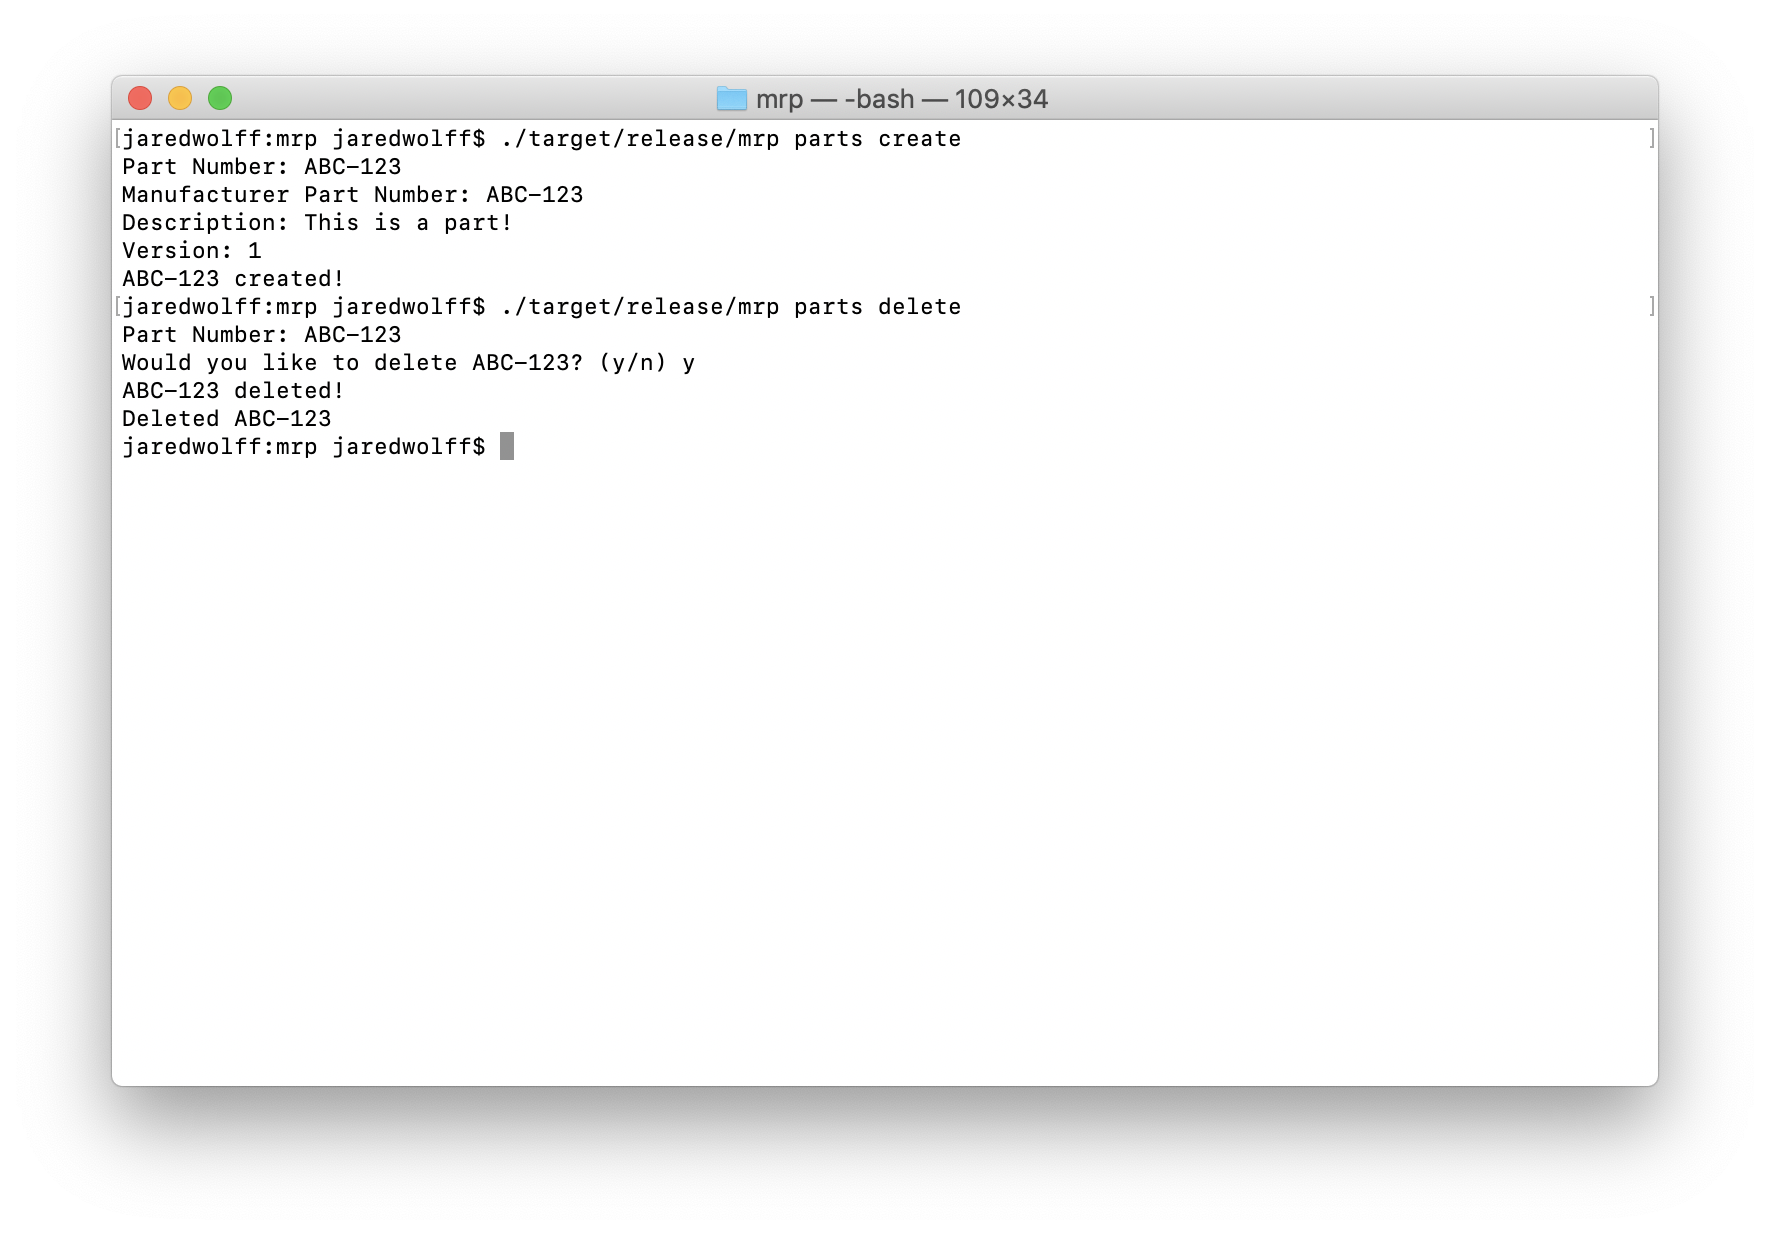 mrp — -bash — 109×34
[jaredwolff:mrp jaredwolff$ ./target/release/mrp parts create ]
Part Number: ABC-123
Manufacturer Part Number: ABC-123
Description: This is a part!
Version: 1
ABC-123 created!
[jaredwolff:mrp jaredwolff$ ./target/release/mrp parts delete ]
Part Number: ABC-123
Would you like to delete ABC-123? (y/n) y
ABC-123 deleted!
Deleted ABC-123
jaredwolff:mrp jaredwolff$